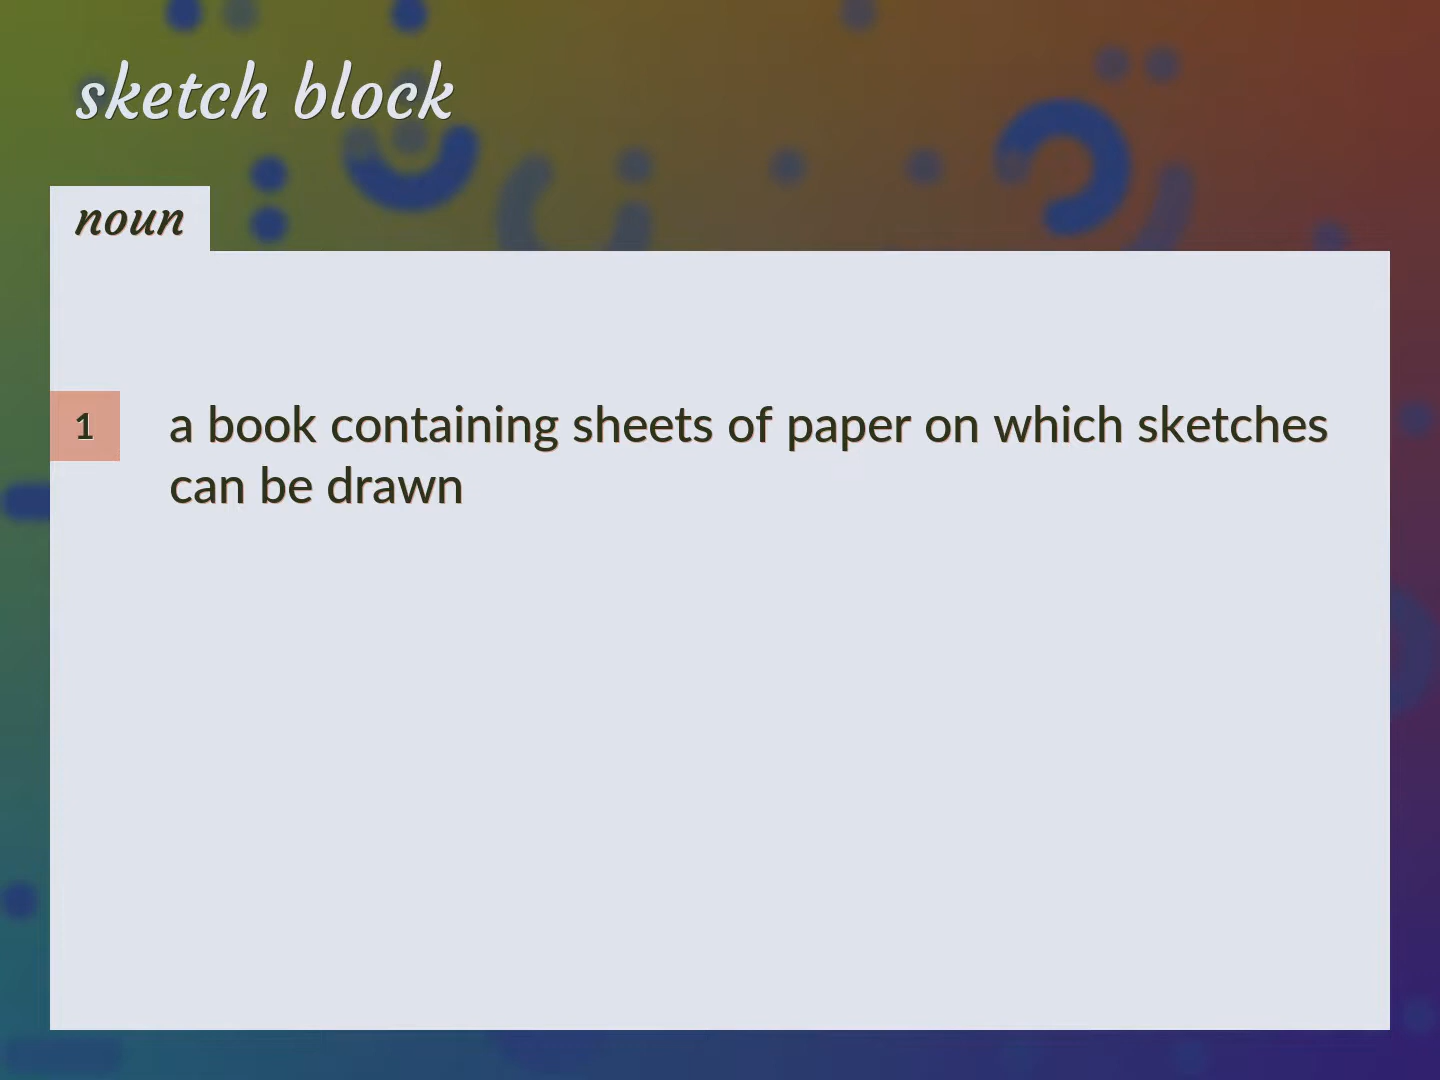 sketch block
noun
1
a book containing sheets of paper on which sketches
can be drawn